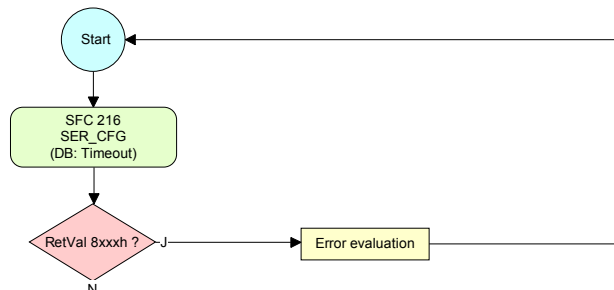 Start
SFC 216
SER_CFG
(DB: Timeout)
RetVal 8xxxh ?
J
Error evaluation
N